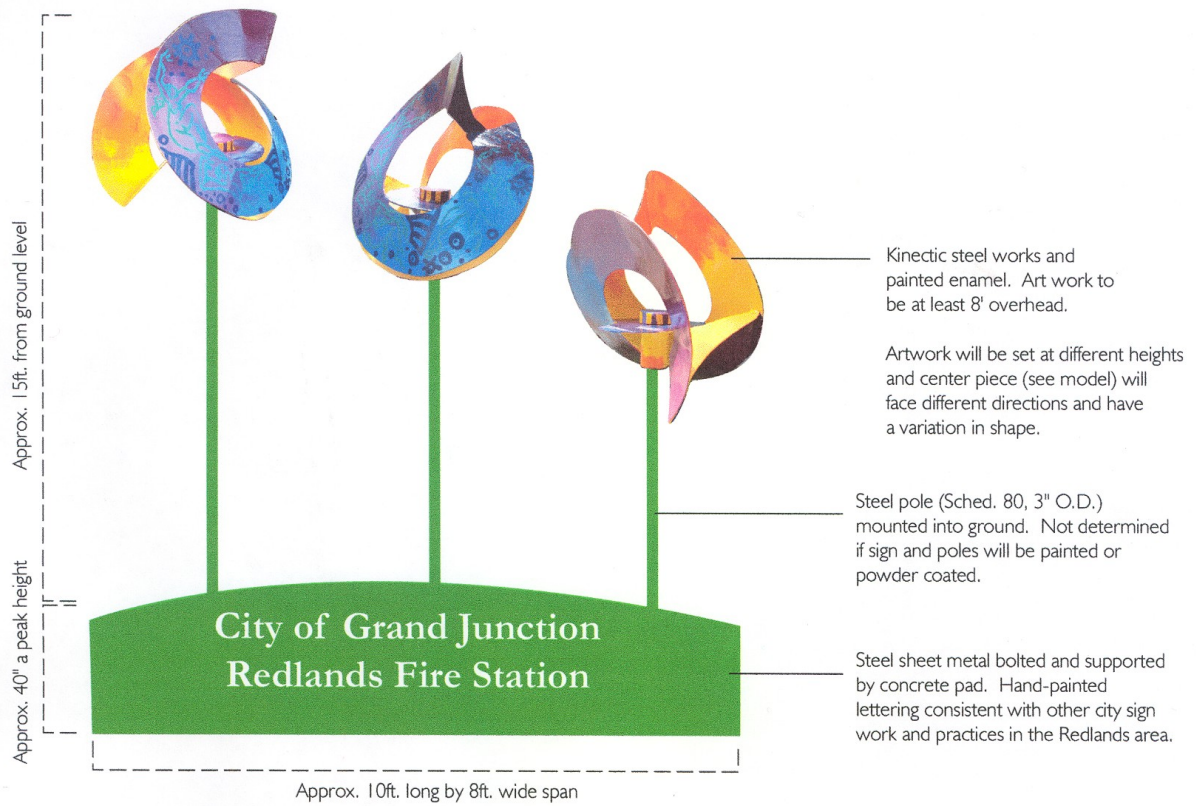 Approx. 15ft. from ground level
Approx. 40" a peak height
City of Grand Junction
Redlands Fire Station
Approx. 10ft. long by 8ft. wide span
Kinetic steel works and
painted enamel. Art work to
be at least 8' overhead.
Artwork will be set at different heights
and center piece (see model) will
face different directions and have
a variation in shape.
Steel pole (Sched. 80, 3" O.D.)
mounted into ground. Not determined
if sign and poles will be painted or
powder coated.
Steel sheet metal bolted and supported
by concrete pad. Hand-painted
lettering consistent with other city sign
work and practices in the Redlands area.